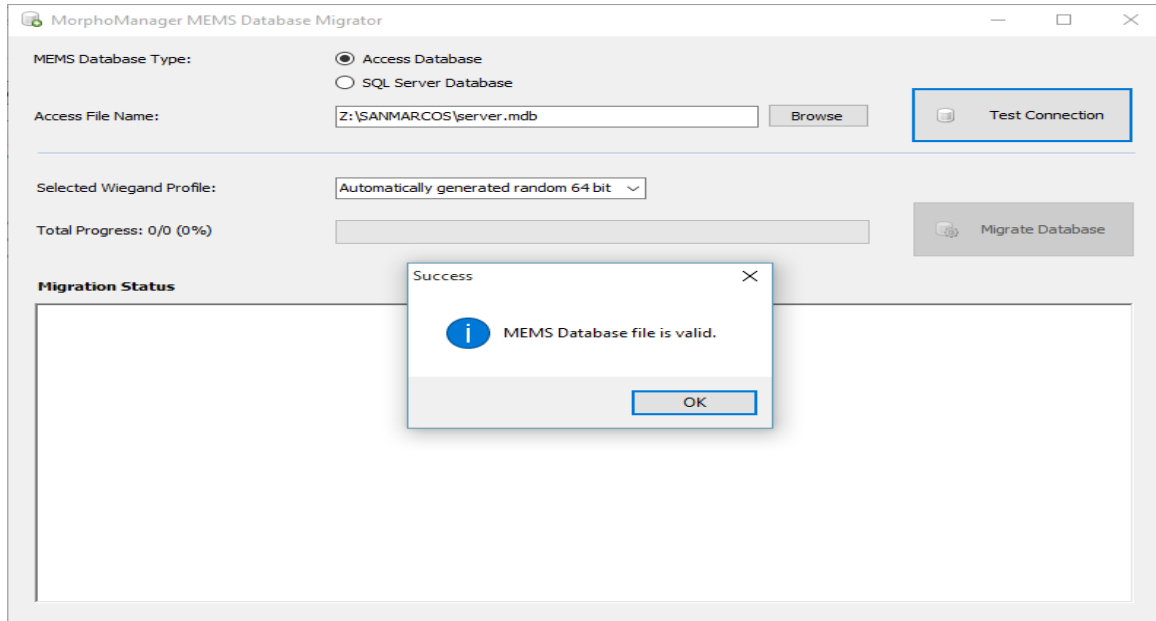 MorphoManager MEMS Database Migrator
MEMS Database Type:
Access Database
SQL Server Database
Access File Name:
Z:\SANMARCOS\server.mdb
Browse
Test Connection
Selected Wiegand Profile:
Automatically generated random 64 bit
Total Progress: 0/0 (0%)
Migrate Database
Migration Status
Success
MEMS Database file is valid.
OK